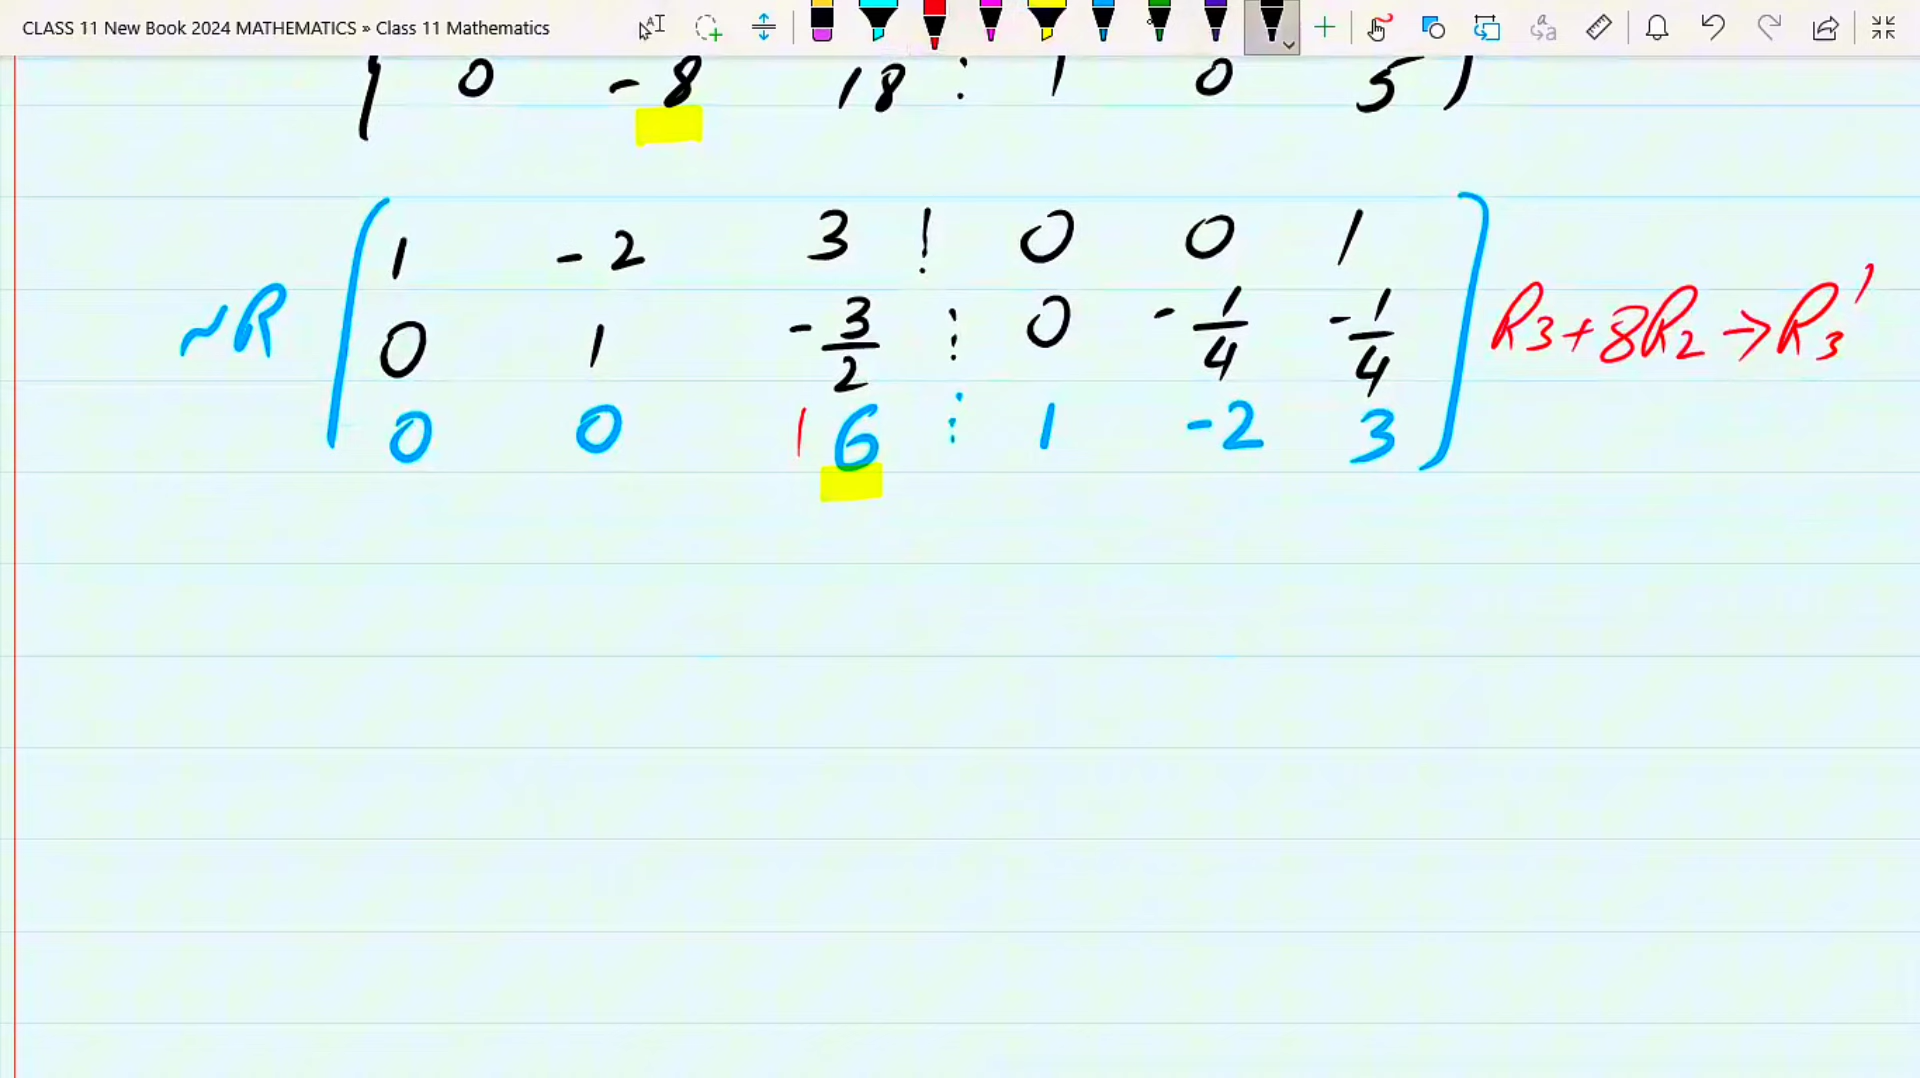 CLASS 11 New Book 2024 MATHEMATICS » Class 11 Mathematics
0 -8 18 : 1 0 5
1 -2 3 ⋮ 0 0 1
~R 0 1 -3/2 ⋮ 0 -1/4 -1/4 R3+8R2→R3'
0 0 1 6 ⋮ 1 -2 3